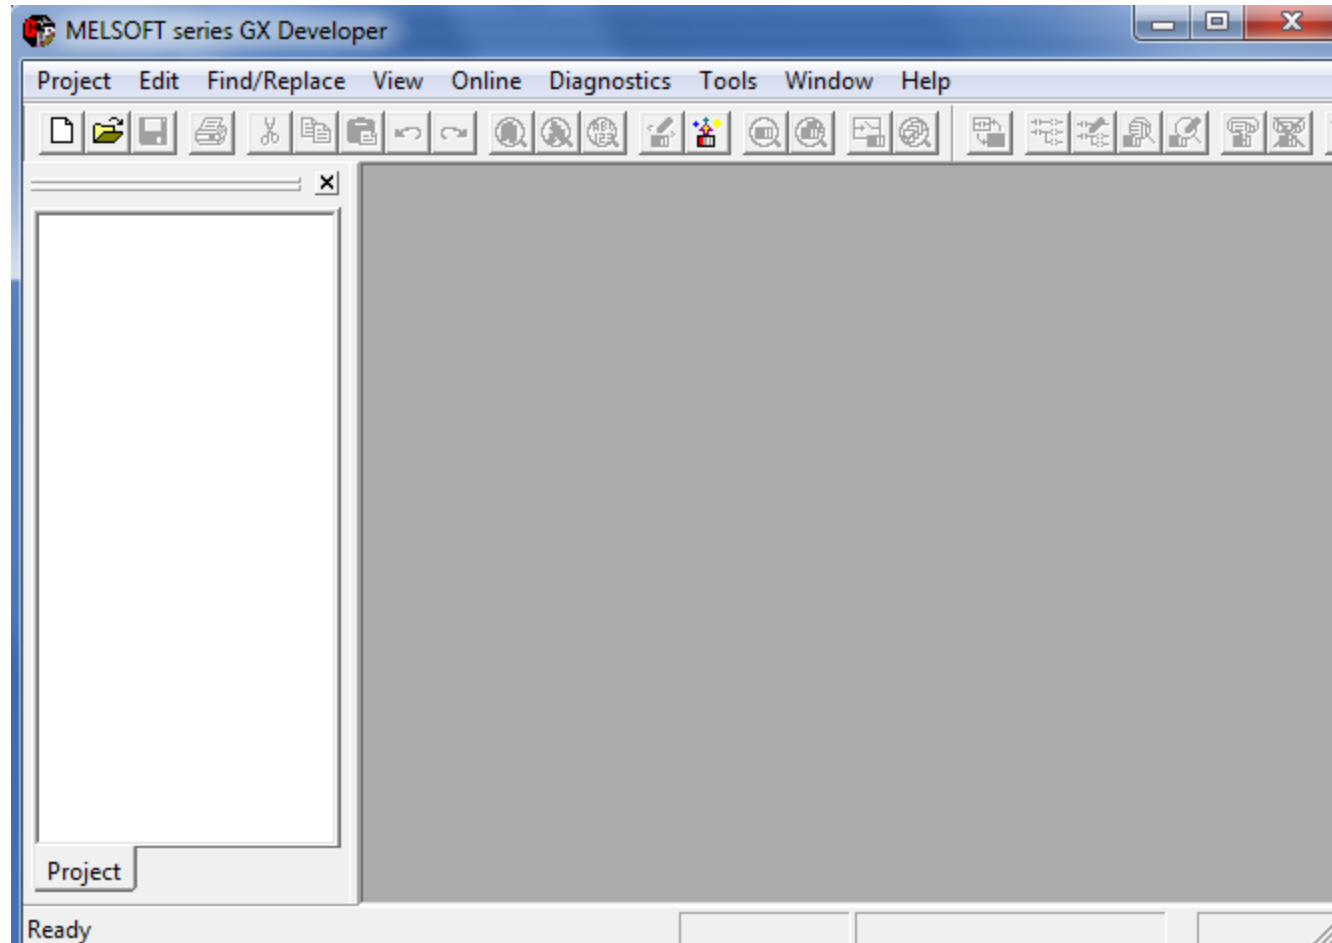 MELSOFT series GX Developer
Project Edit Find/Replace View Online Diagnostics Tools Window Help
Project
Ready